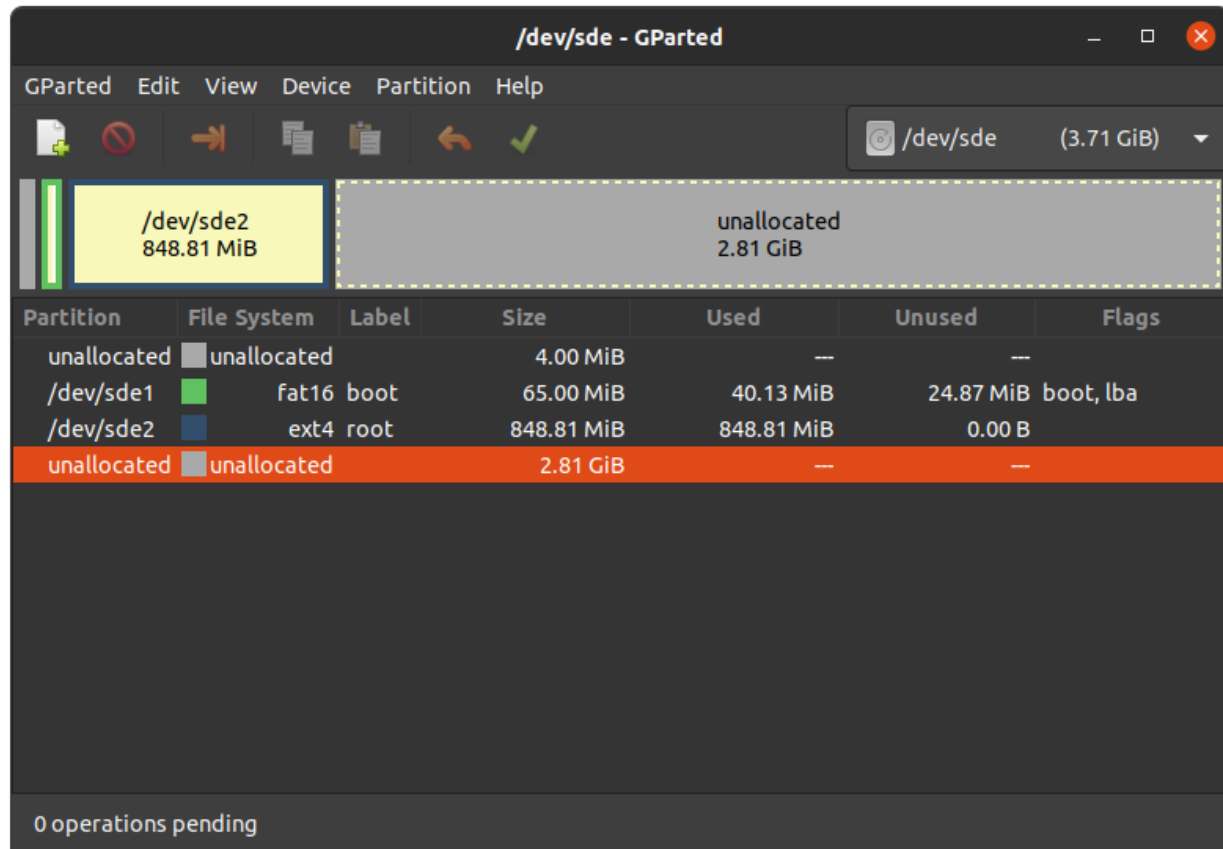 /dev/sde - GParted
GParted Edit View Device Partition Help
/dev/sde (3.71 GiB)
/dev/sde2
848.81 MiB
unallocated
2.81 GiB
Partition File System Label Size Used Unused Flags
unallocated unallocated 4.00 MiB --- ---
/dev/sde1 fat16 boot 65.00 MiB 40.13 MiB 24.87 MiB boot, lba
/dev/sde2 ext4 root 848.81 MiB 848.81 MiB 0.00 B
unallocated unallocated 2.81 GiB --- ---
0 operations pending